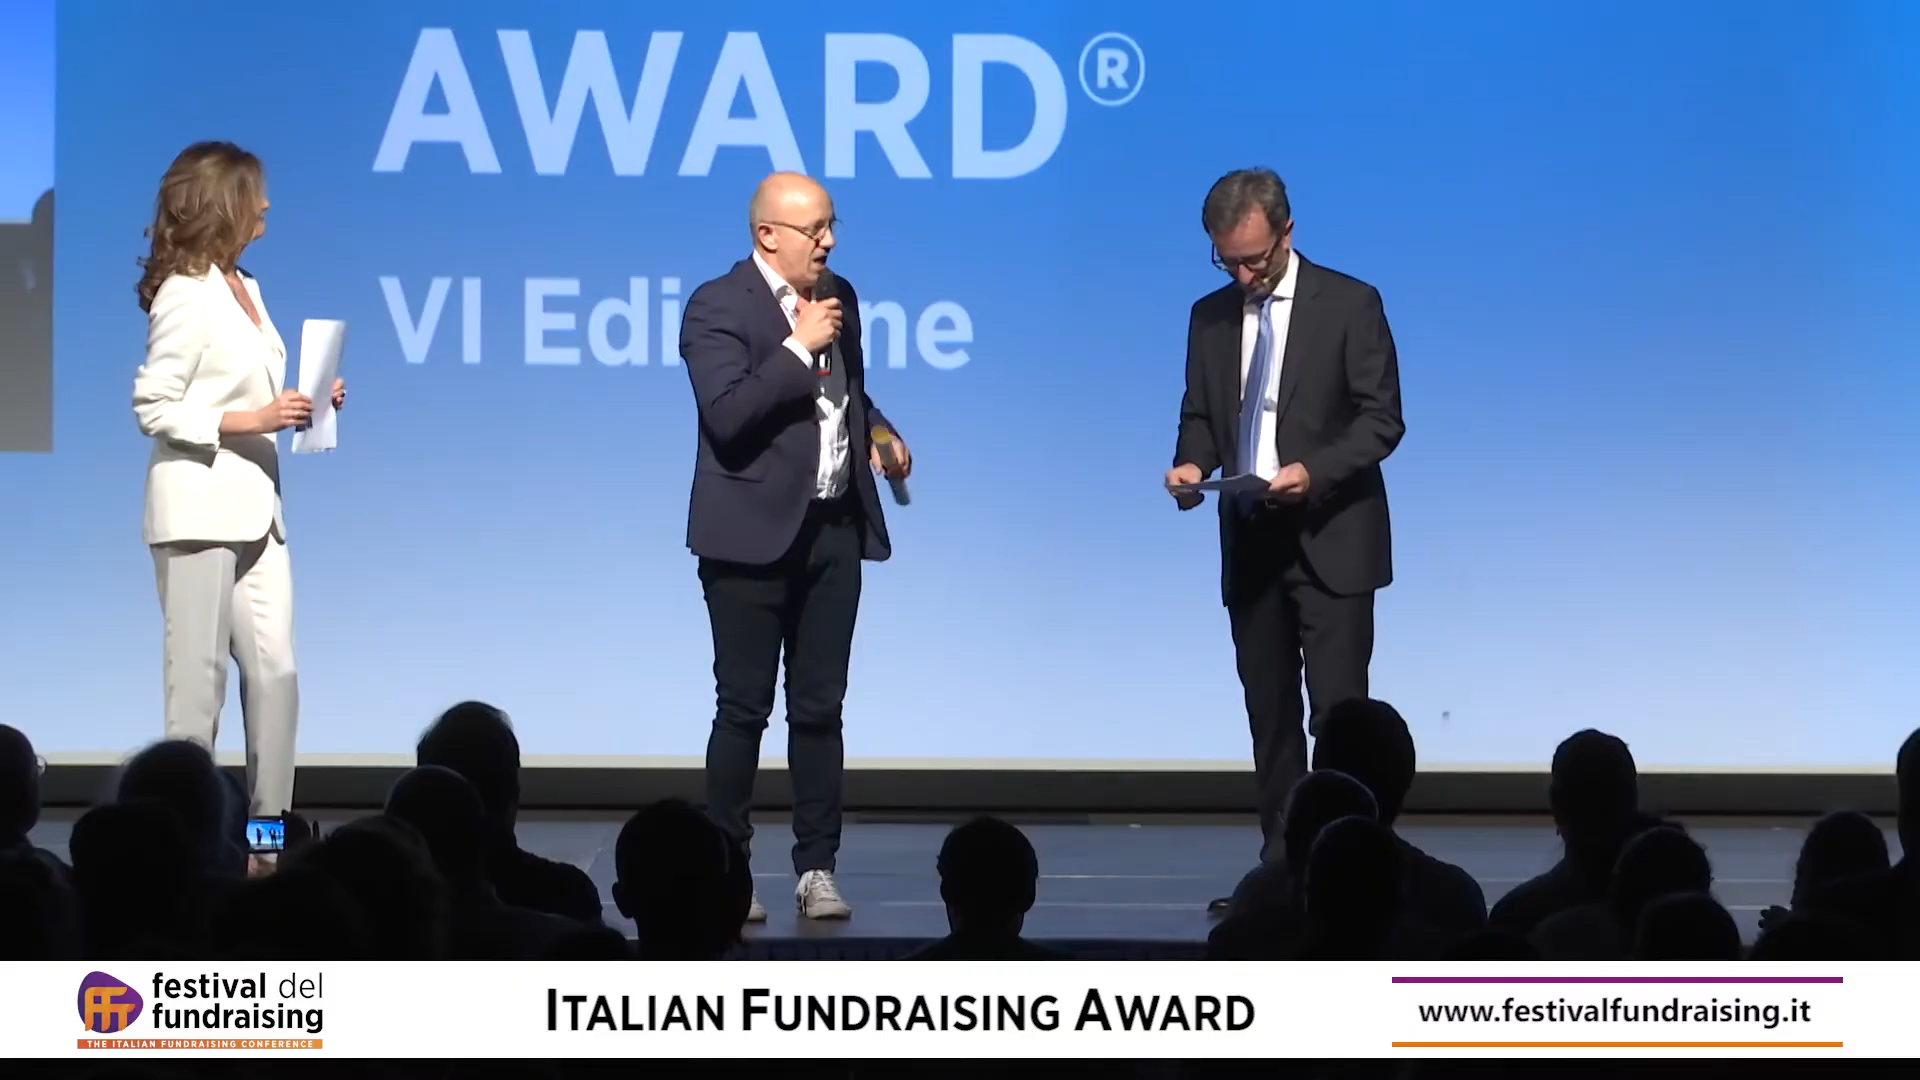 AWARD®
VI Edi ne
festival del
fundraising
THE ITALIAN FUNDRAISING CONFERENCE
ITALIAN FUNDRAISING AWARD
www.festivalfundraising.it